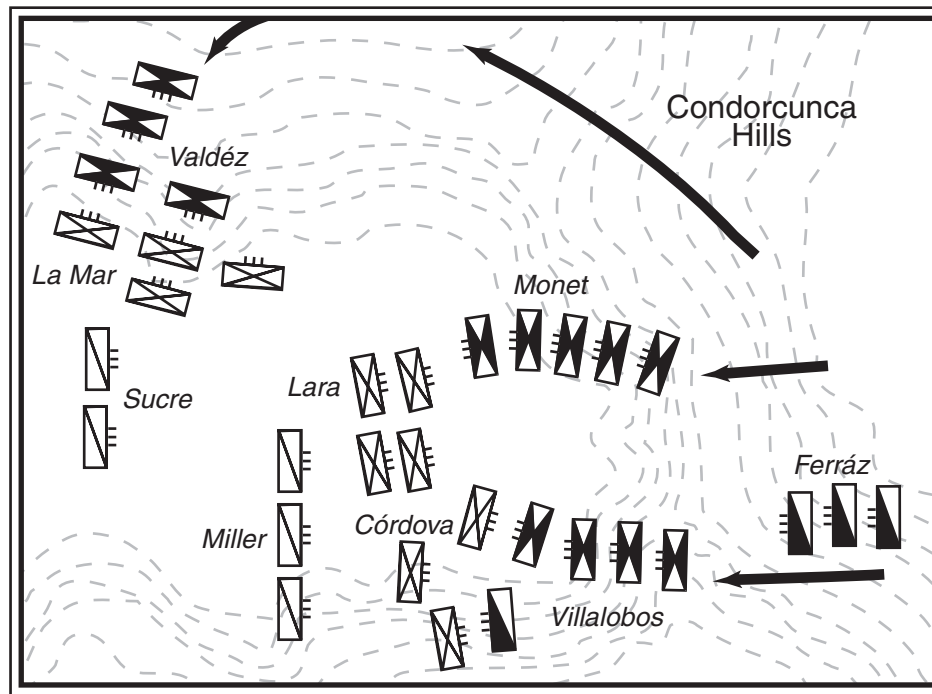 Condorcunca
Hills
Valdéz
La Mar
Monet
Sucre
Lara
Ferráz
Miller
Córdova
Villalobos